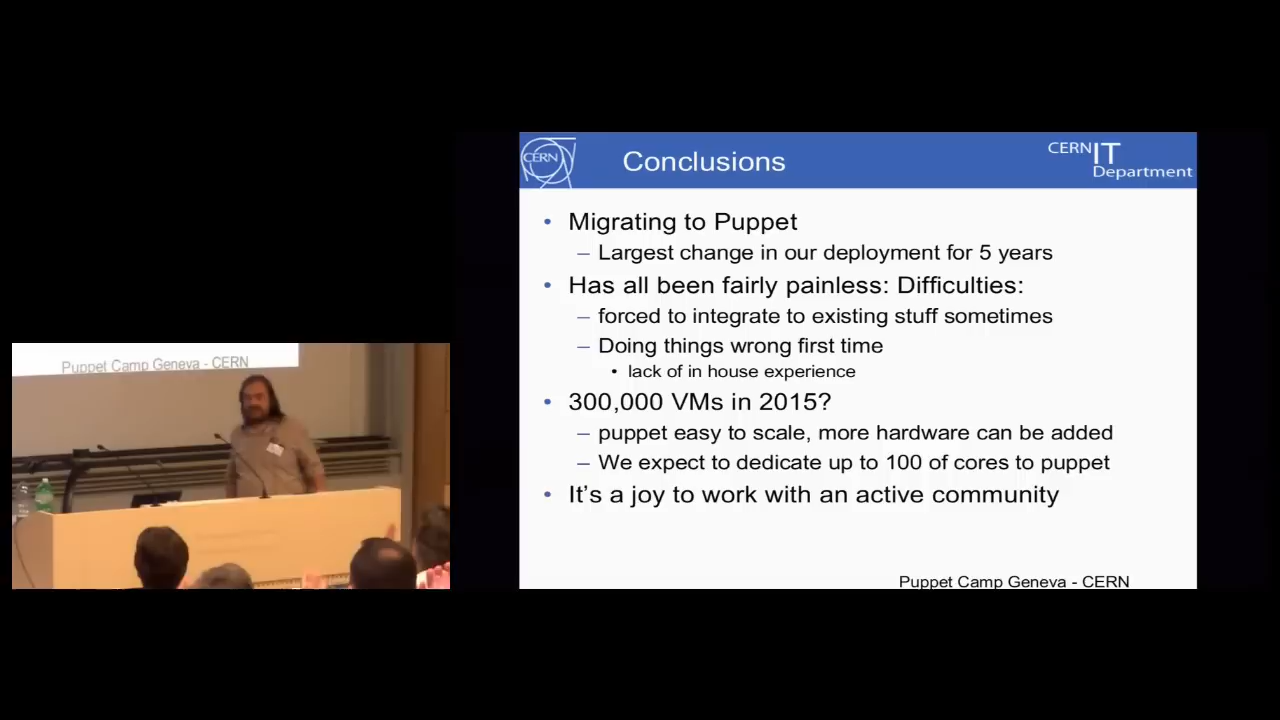 CERN
Conclusions
CERN IT
Department
• Migrating to Puppet
– Largest change in our deployment for 5 years
• Has all been fairly painless: Difficulties:
– forced to integrate to existing stuff sometimes
– Doing things wrong first time
• lack of in house experience
• 300,000 VMs in 2015?
– puppet easy to scale, more hardware can be added
– We expect to dedicate up to 100 of cores to puppet
• It's a joy to work with an active community
Puppet Camp Geneva - CERN
Puppet Camp Geneva - CERN